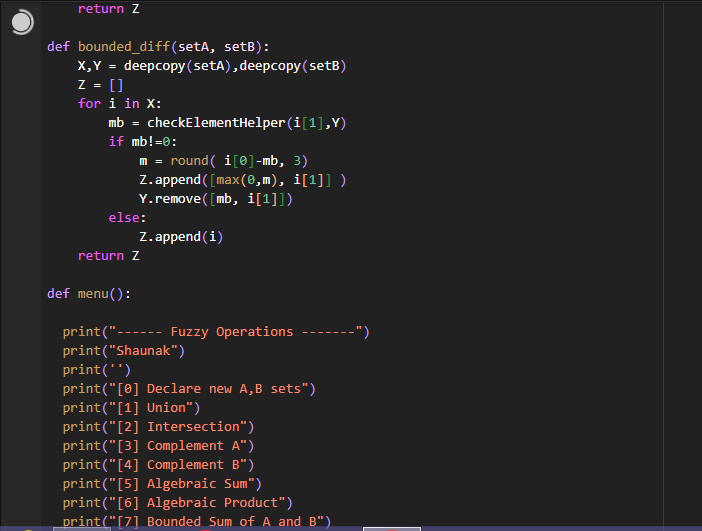 return Z

    def bounded_diff(setA, setB):
        X,Y = deepcopy(setA),deepcopy(setB)
        Z = []
        for i in X:
            mb = checkElementHelper(i[1],Y)
            if mb!=0:
                m = round( i[0]-mb, 3)
                Z.append([max(0,m), i[1]] )
                Y.remove([mb, i[1]])
            else:
                Z.append(i)
        return Z

    def menu():

      print("------ Fuzzy Operations -------")
      print("Shaunak")
      print('')
      print("[0] Declare new A,B sets")
      print("[1] Union")
      print("[2] Intersection")
      print("[3] Complement A")
      print("[4] Complement B")
      print("[5] Algebraic Sum")
      print("[6] Algebraic Product")
      print("[7] Bounded Sum of A and B")